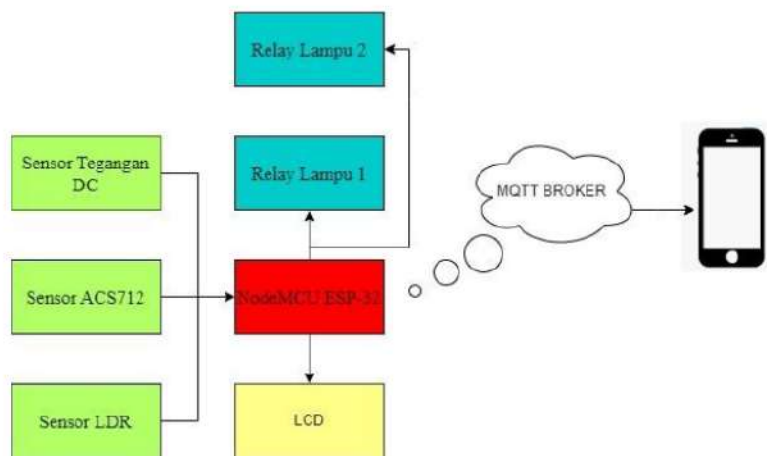 Relay Lampu 2
Sensor Tegangan
DC
Relay Lampu 1
MQTT BROKER
Sensor ACS712
NodeMCU ESP-32
Sensor LDR
LCD